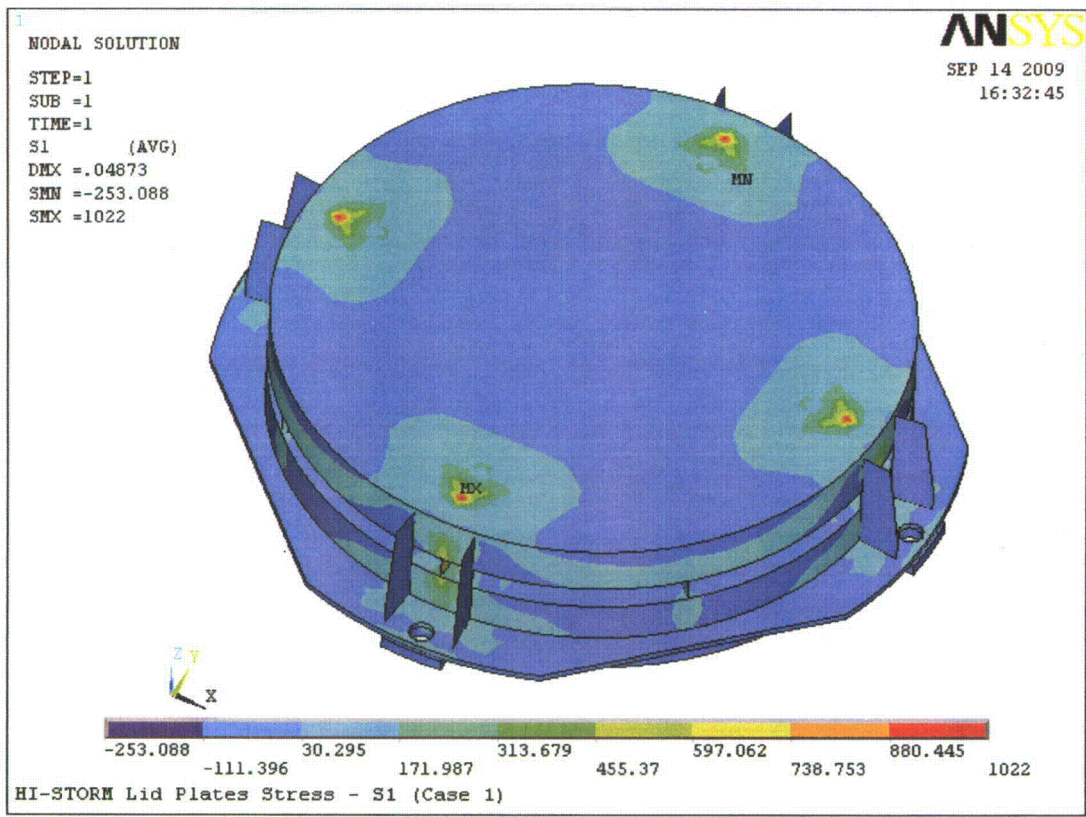 1
NODAL SOLUTION
STEP=1
SUB =1
TIME=1
S1 (AVG)
DMX =.04873
SMN =-253.088
SMX =1022
ANSYS
SEP 14 2009
16:32:45
MN
MX
Z Y
X
-253.088 30.295 313.679 597.062 880.445
-111.396 171.987 455.37 738.753 1022
HI-STORM Lid Plates Stress - S1 (Case 1)